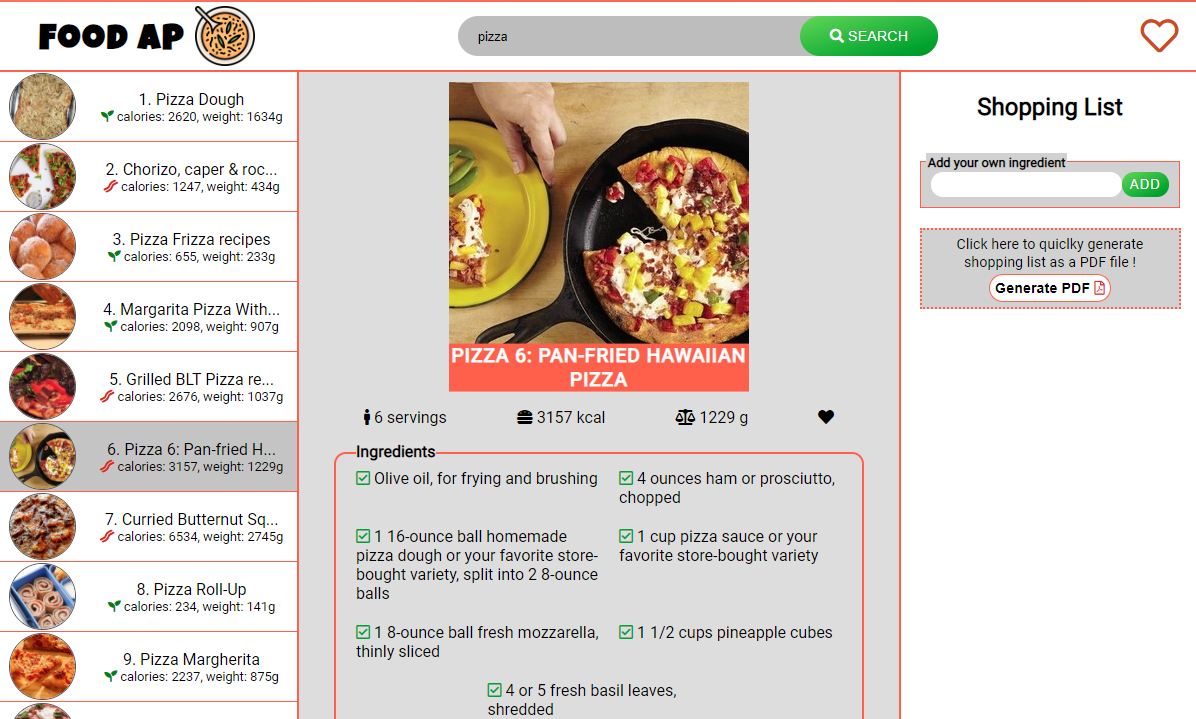 FOOD AP
pizza
SEARCH
1. Pizza Dough
calories: 2620, weight: 1634g
2. Chorizo, caper & roc...
calories: 1247, weight: 434g
3. Pizza Frizza recipes
calories: 655, weight: 233g
4. Margarita Pizza With...
calories: 2098, weight: 907g
5. Grilled BLT Pizza re...
calories: 2676, weight: 1037g
6. Pizza 6: Pan-fried H...
calories: 3157, weight: 1229g
7. Curried Butternut Sq...
calories: 6534, weight: 2745g
8. Pizza Roll-Up
calories: 234, weight: 141g
9. Pizza Margherita
calories: 2237, weight: 875g
PIZZA 6: PAN-FRIED HAWAIIAN
PIZZA
6 servings
3157 kcal
1229 g
Ingredients
Olive oil, for frying and brushing
4 ounces ham or prosciutto,
chopped
1 16-ounce ball homemade
pizza dough or your favorite store-
bought variety, split into 2 8-ounce
balls
1 cup pizza sauce or your
favorite store-bought variety
1 8-ounce ball fresh mozzarella,
thinly sliced
1 1/2 cups pineapple cubes
4 or 5 fresh basil leaves,
shredded
Shopping List
Add your own ingredient
ADD
Click here to quiclky generate
shopping list as a PDF file !
Generate PDF